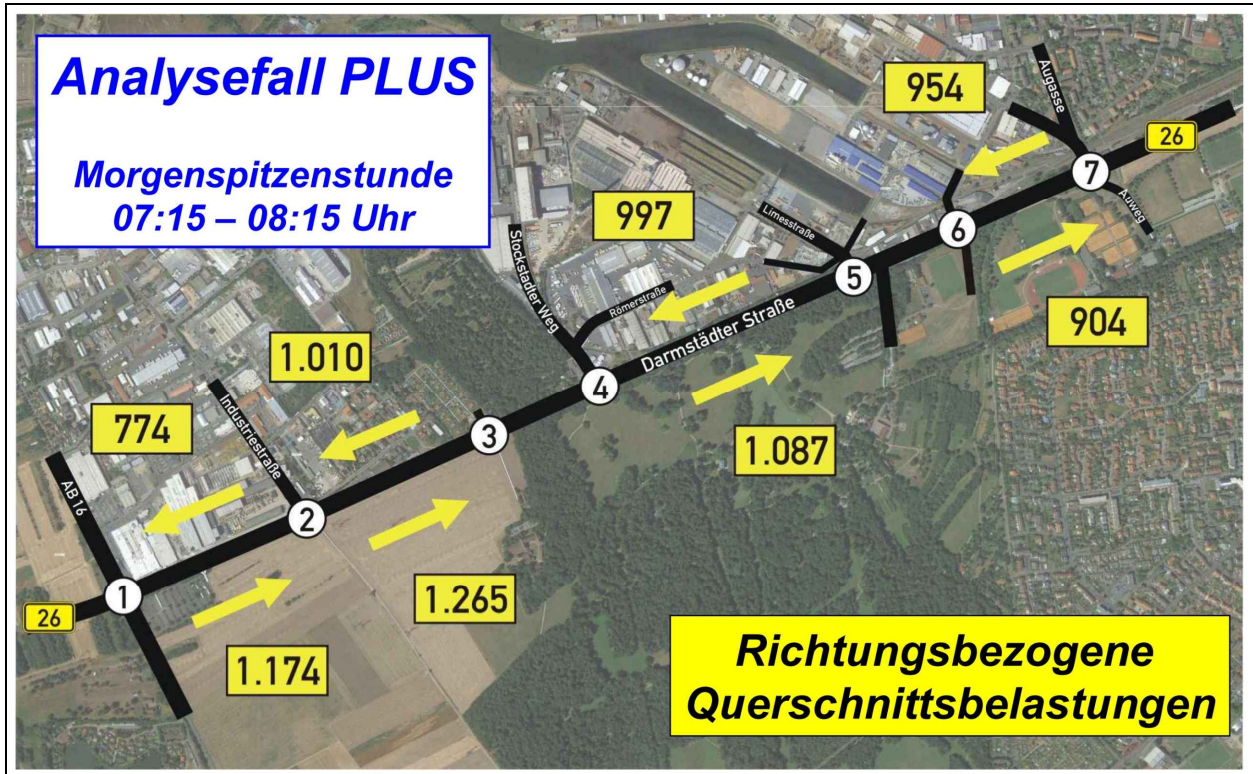 Analysefall PLUS
Morgenspitzenstunde
07:15 – 08:15 Uhr
954
Augasse
26
7
Auweg
997
Limesstraße
6
Stockstadter Weg
Römerstraße
5
904
Darmstädter Straße
1.010
4
774
Industriestraße
3
1.087
AB 16
2
1.265
1
26
1.174
Richtungsbezogene
Querschnittsbelastungen